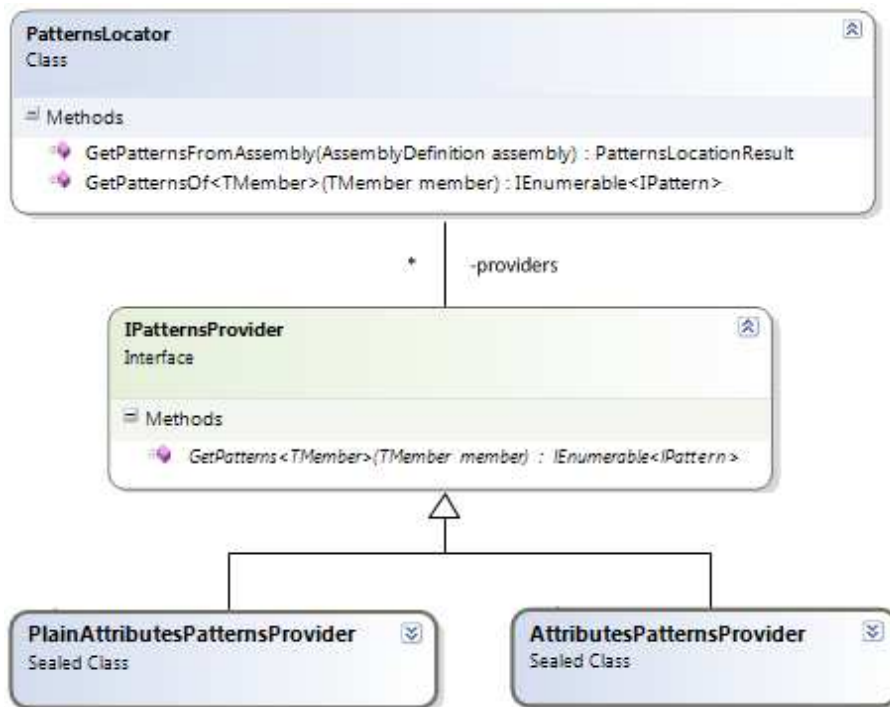 PatternsLocator
Class
Methods
GetPatternsFromAssembly(AssemblyDefinition assembly) : PatternsLocationResult
GetPatternsOf<TMember>(TMember member) : IEnumerable<IPattern>
* -providers
IPatternsProvider
Interface
Methods
GetPatterns<TMember>(TMember member) : IEnumerable<IPattern>
PlainAttributesPatternsProvider
Sealed Class
AttributesPatternsProvider
Sealed Class